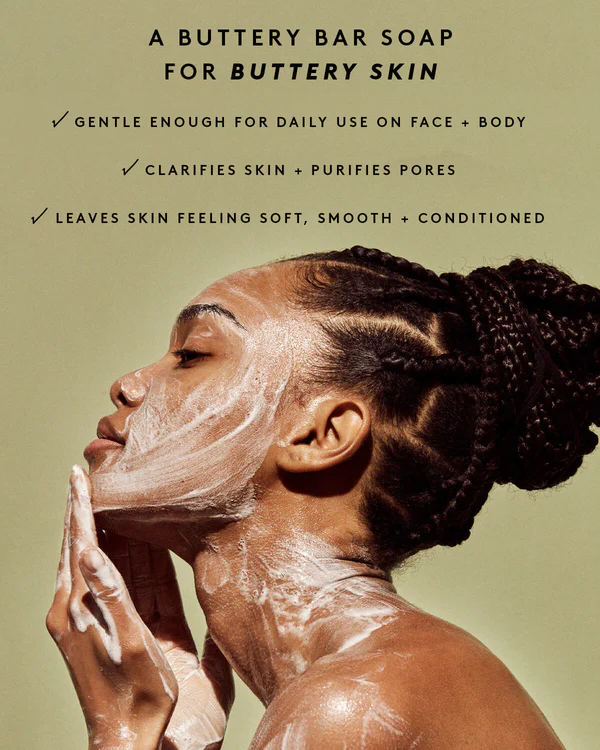 A BUTTERY BAR SOAP
FOR BUTTERY SKIN
✓ GENTLE ENOUGH FOR DAILY USE ON FACE + BODY
✓ CLARIFIES SKIN + PURIFIES PORES
✓ LEAVES SKIN FEELING SOFT, SMOOTH + CONDITIONED